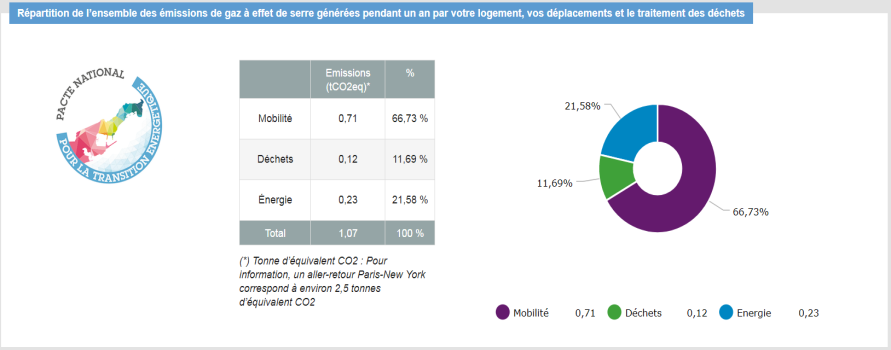 Répartition de l'ensemble des émissions de gaz à effet de serre générées pendant un an par votre logement, vos déplacements et le traitement des déchets
PACTE NATIONAL
POUR LA TRANSITION ENERGETIQUE
Emissions (tCO2eq)* %
Mobilité 0,71 66,73 %
Déchets 0,12 11,69 %
Énergie 0,23 21,58 %
Total 1,07 100 %
(*) Tonne d'équivalent CO2 : Pour
information, un aller-retour Paris-New York
correspond à environ 2,5 tonnes
d'équivalent CO2
21,58%
11,69%
66,73%
Mobilité 0,71 Déchets 0,12 Energie 0,23